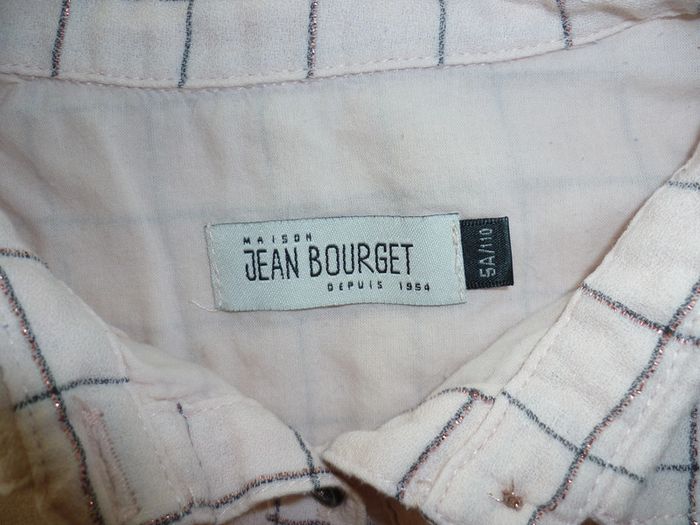 MAISON
JEAN BOURGET
DEPUIS 1954
5A/110